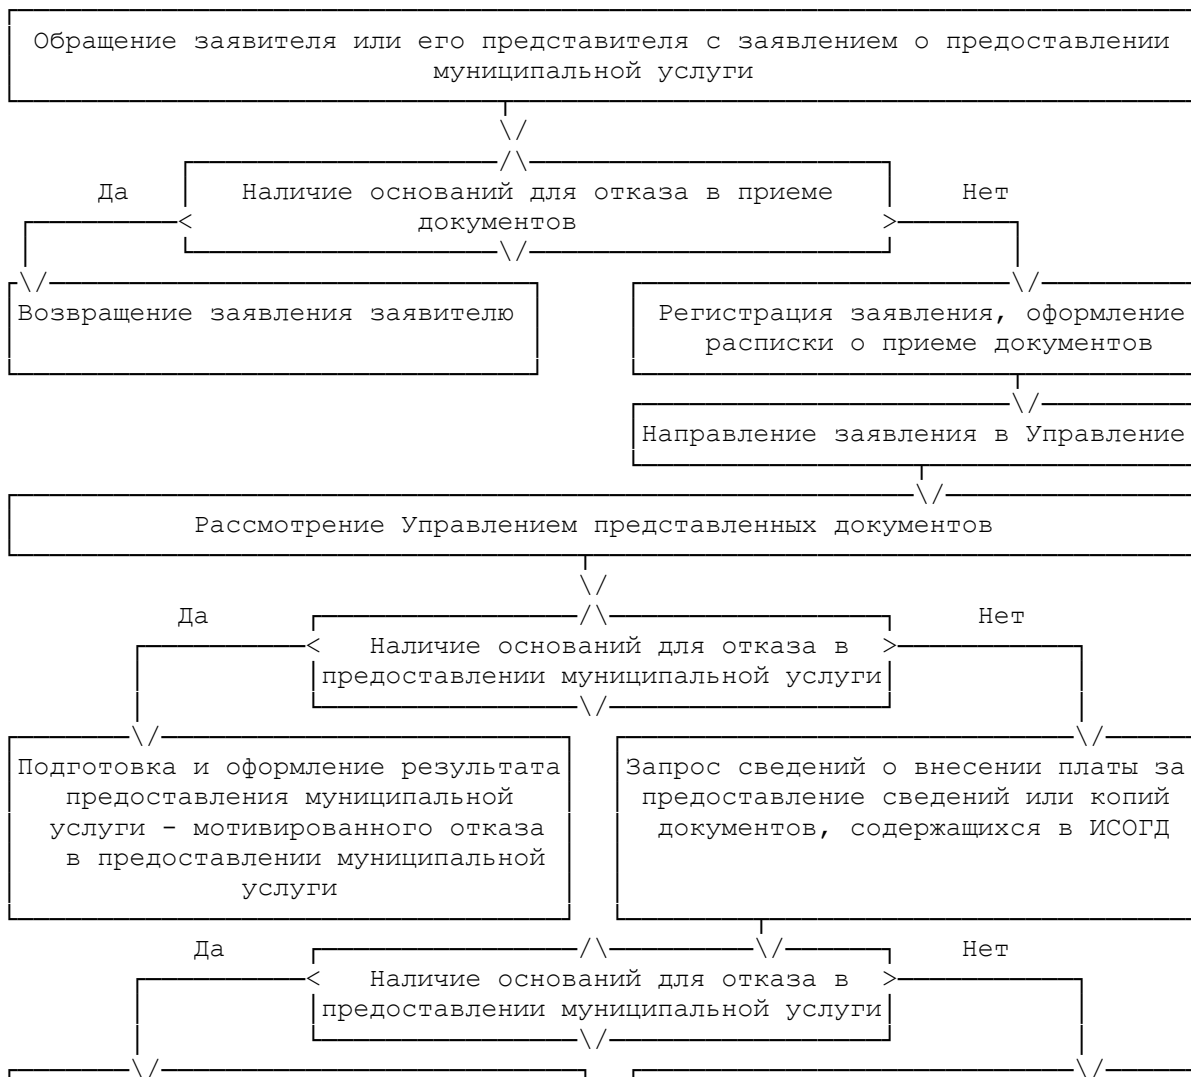 Обращение заявителя или его представителя с заявлением о предоставлении
муниципальной услуги
Да
Наличие оснований для отказа в приеме
документов
Нет
Возвращение заявления заявителю
Регистрация заявления, оформление
расписки о приеме документов
Направление заявления в Управление
Рассмотрение Управлением представленных документов
Да
Наличие оснований для отказа в
предоставлении муниципальной услуги
Нет
Подготовка и оформление результата
предоставления муниципальной
услуги - мотивированного отказа
в предоставлении муниципальной
услуги
Запрос сведений о внесении платы за
предоставление сведений или копий
документов, содержащихся в ИСОГД
Да
Наличие оснований для отказа в
предоставлении муниципальной услуги
Нет